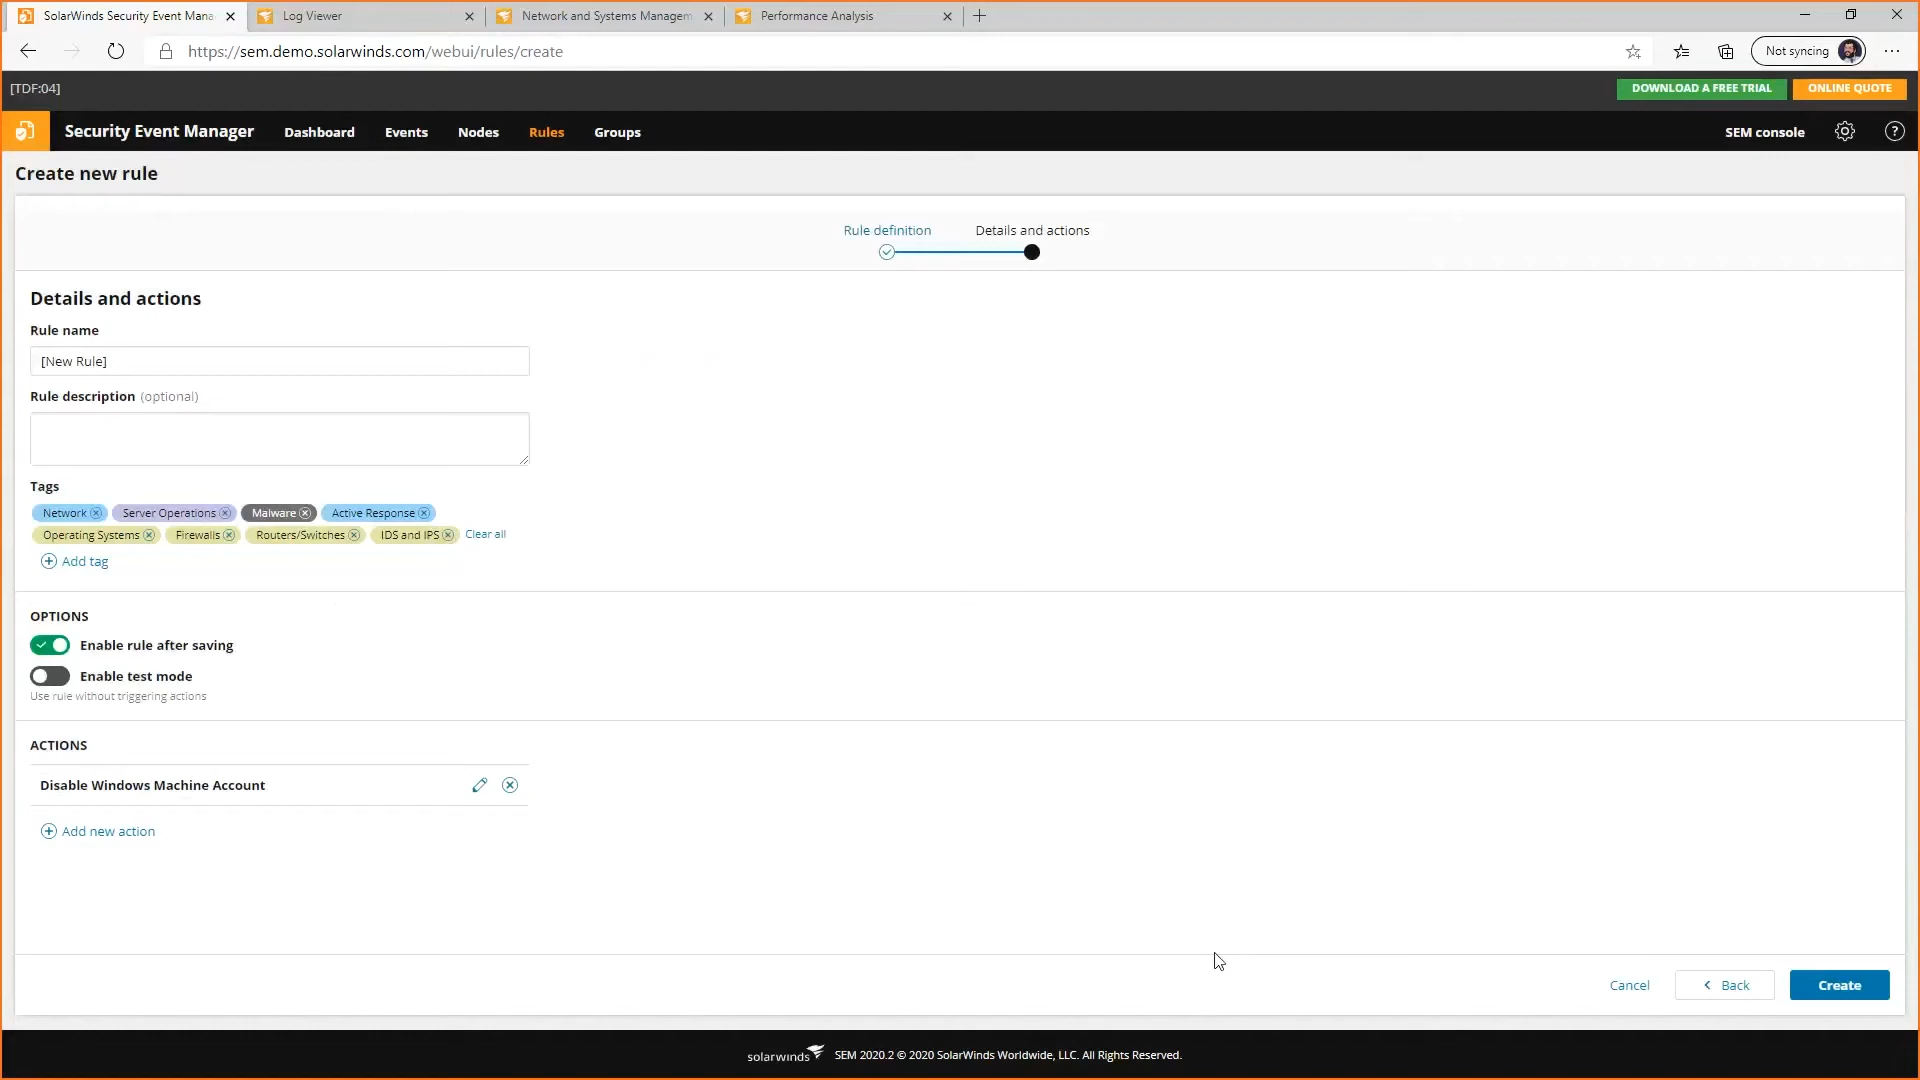 SolarWinds Security Event Mana
Log Viewer
Network and Systems Managem
Performance Analysis
https://sem.demo.solarwinds.com/webui/rules/create
Not syncing
[TDF:04]
DOWNLOAD A FREE TRIAL
ONLINE QUOTE
Security Event Manager
Dashboard
Events
Nodes
Rules
Groups
SEM console
Create new rule
Rule definition
Details and actions
Details and actions
Rule name
[New Rule]
Rule description (optional)
Tags
Network Server Operations Malware Active Response
Operating Systems Firewalls Routers/Switches IDS and IPS Clear all
Add tag
OPTIONS
Enable rule after saving
Enable test mode
Use rule without triggering actions
ACTIONS
Disable Windows Machine Account
Add new action
Cancel
Back
Create
solarwinds SEM 2020.2 © 2020 SolarWinds Worldwide, LLC. All Rights Reserved.